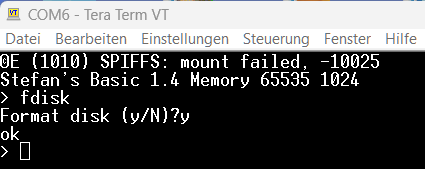 COM6 - Tera Term VT
Datei Bearbeiten Einstellungen Steuerung Fenster Hilfe
0E (1010) SPIFFS: mount failed, -10025
Stefan's Basic 1.4 Memory 65535 1024
> fdisk
Format disk (y/N)?y
ok
>